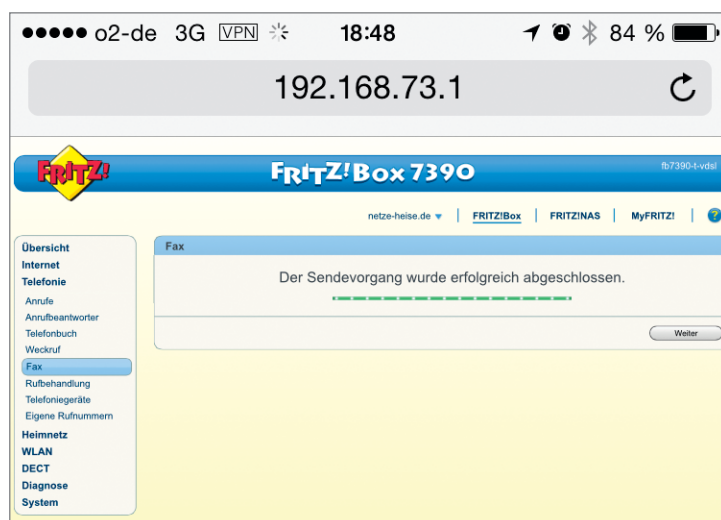 o2-de 3G VPN 18:48 84 %
192.168.73.1
FRITZ!
FRITZ!Box 7390
fb7390-t-vdsl
netze-heise.de FRITZ!Box FRITZ!NAS MyFRITZ! ?
Übersicht
Internet
Telefonie
Anrufe
Anrufbeantworter
Telefonbuch
Weckruf
Fax
Rufbehandlung
Telefoniegeräte
Eigene Rufnummern
Heimnetz
WLAN
DECT
Diagnose
System
Fax
Der Sendevorgang wurde erfolgreich abgeschlossen.
Weiter